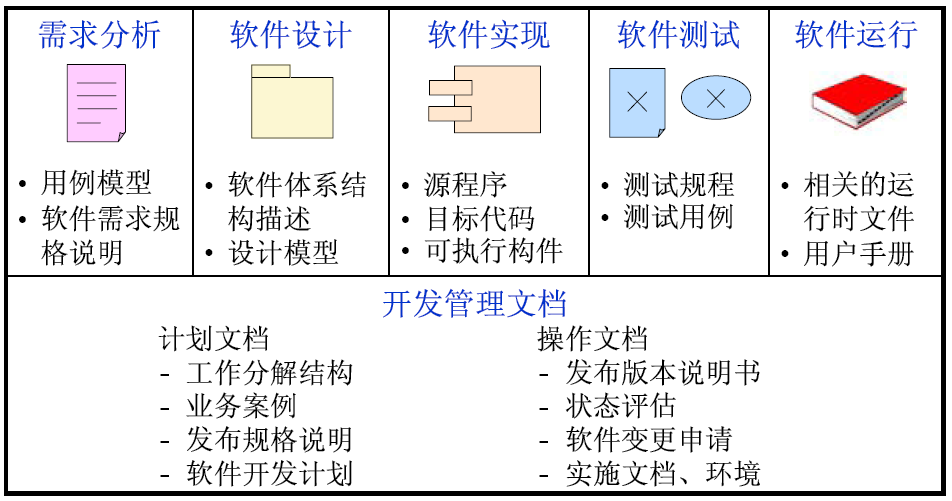 需求分析
• 用例模型
• 软件需求规
格说明
软件设计
• 软件体系结
构描述
• 设计模型
软件实现
• 源程序
• 目标代码
• 可执行构件
软件测试
• 测试规程
• 测试用例
软件运行
• 相关的运
行时文件
• 用户手册
开发管理文档
计划文档
- 工作分解结构
- 业务案例
- 发布规格说明
- 软件开发计划
操作文档
- 发布版本说明书
- 状态评估
- 软件变更申请
- 实施文档、环境